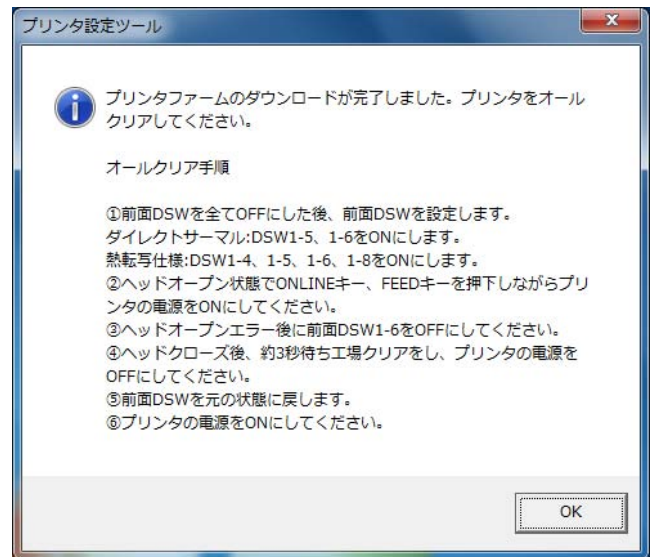 プリンタ設定ツール
プリンタファームのダウンロードが完了しました。プリンタをオール
クリアしてください。
オールクリア手順
①前面DSWを全てOFFにした後、前面DSWを設定します。
ダイレクトサーマル:DSW1-5、1-6をONにします。
熱転写仕様:DSW1-4、1-5、1-6、1-8をONにします。
②ヘッドオープン状態でONLINEキー、FEEDキーを押下しながらプリ
ンタの電源をONにしてください。
③ヘッドオープンエラー後に前面DSW1-6をOFFにしてください。
④ヘッドクローズ後、約3秒待ち工場クリアをし、プリンタの電源を
OFFにしてください。
⑤前面DSWを元の状態に戻します。
⑥プリンタの電源をONにしてください。
OK